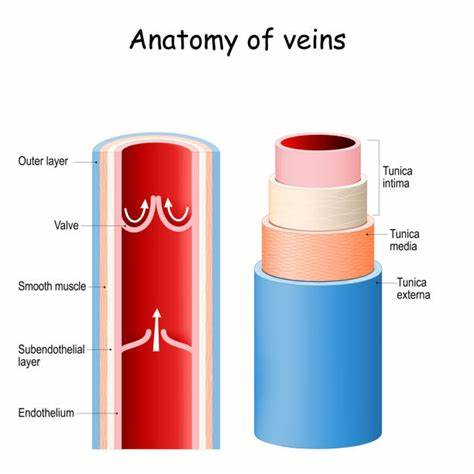 Anatomy of veins
Outer layer
Valve
Smooth muscle
Subendothelial
layer
Endothelium
Tunica
intima
Tunica
media
Tunica
externa